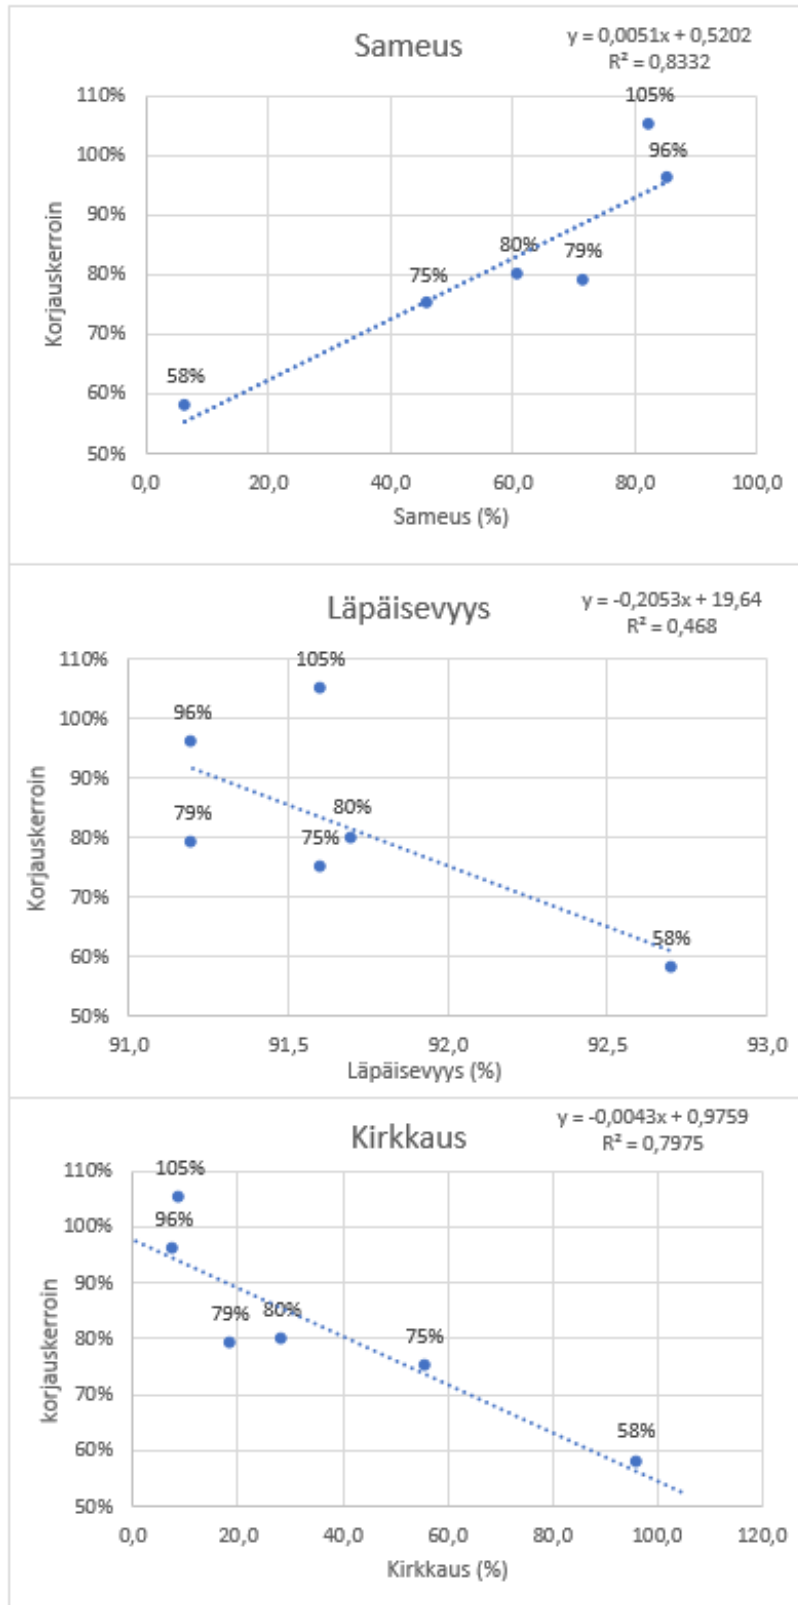 Sameus
y = 0,0051x + 0,5202
R² = 0,8332
110%
100%
90%
80%
70%
60%
50%
Korjauskerroin
105%
96%
80%
79%
75%
58%
0,0 20,0 40,0 60,0 80,0 100,0
Sameus (%)
Läpäisevyys
y = -0,2053x + 19,64
R² = 0,468
110%
100%
90%
80%
70%
60%
50%
Korjauskerroin
105%
96%
80%
79%
75%
58%
91,0 91,5 92,0 92,5 93,0
Läpäisevyys (%)
Kirkkaus
y = -0,0043x + 0,9759
R² = 0,7975
110%
100%
90%
80%
70%
60%
50%
korjauskerroin
105%
96%
79%
80%
75%
58%
0,0 20,0 40,0 60,0 80,0 100,0 120,0
Kirkkaus (%)